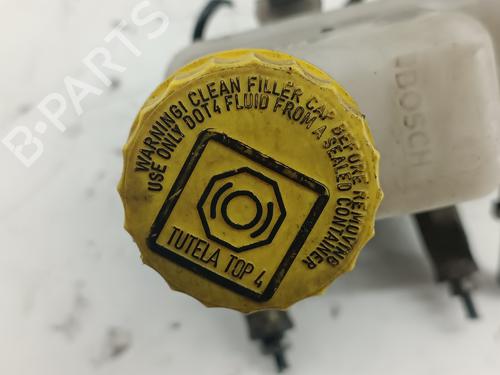 WARNING! CLEAN FILLER CAP BEFORE REMOVING
USE ONLY DOT4 FLUID FROM A SEALED CONTAINER
TUTELA TOP 4
BOSCH
B-PARTS